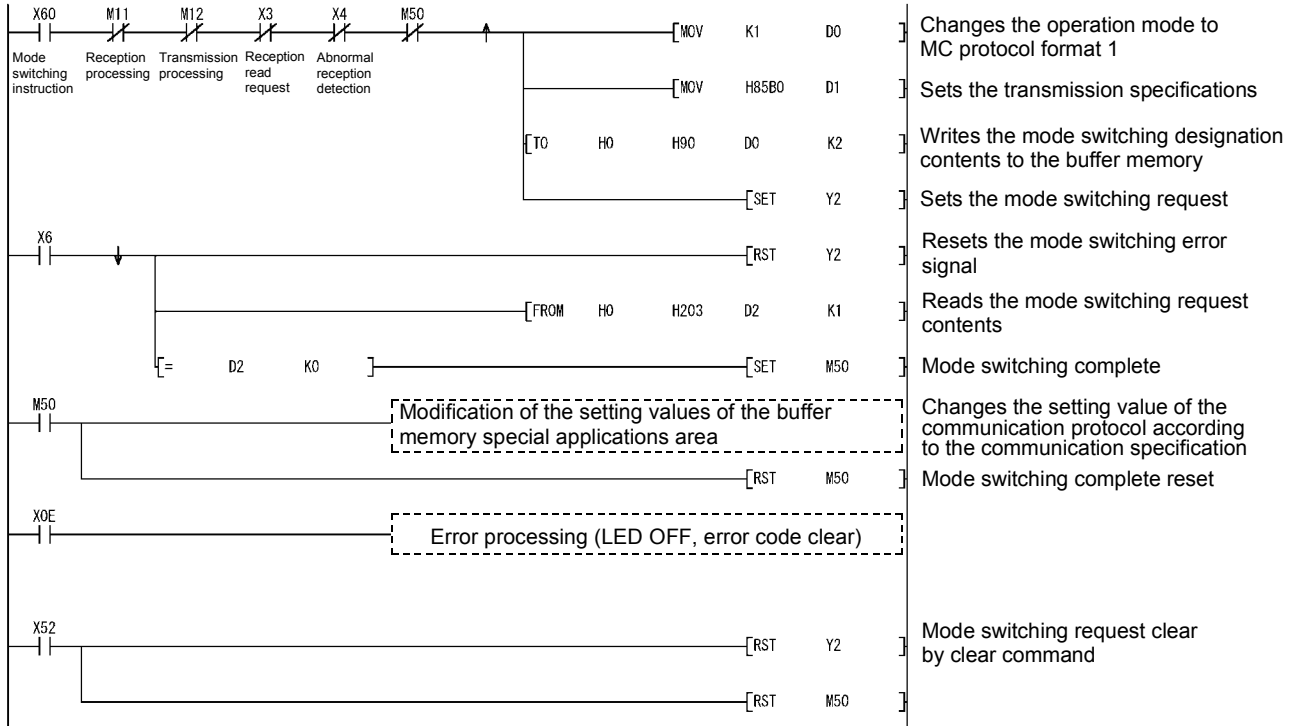 X60 M11 M12 X3 X4 M50
MOV K1 D0
Changes the operation mode to
MC protocol format 1
Mode
switching
instruction
Reception
processing
Transmission
processing
Reception
read
request
Abnormal
reception
detection
MOV H85B0 D1
Sets the transmission specifications
TO H0 H90 D0 K2
Writes the mode switching designation
contents to the buffer memory
SET Y2
Sets the mode switching request
X6
RST Y2
Resets the mode switching error
signal
FROM H0 H203 D2 K1
Reads the mode switching request
contents
= D2 K0
SET M50
Mode switching complete
M50
Modification of the setting values of the buffer
memory special applications area
Changes the setting value of the
communication protocol according
to the communication specification
RST M50
Mode switching complete reset
X0E
Error processing (LED OFF, error code clear)
X52
RST Y2
Mode switching request clear
by clear command
RST M50